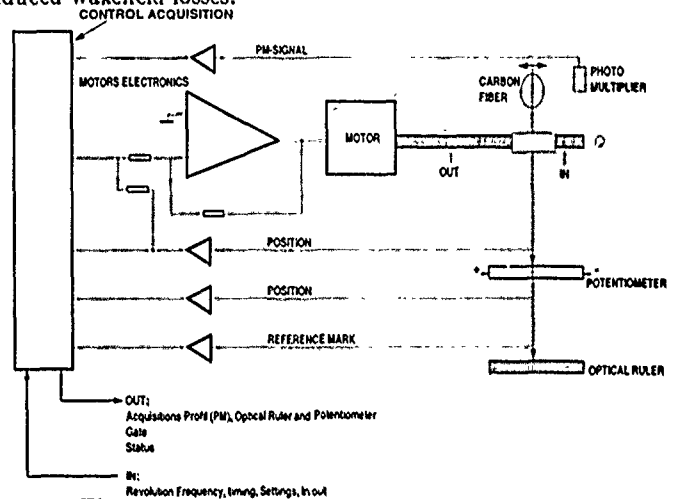 induced wakefield losses.
CONTROL ACQUISITION
PM-SIGNAL
MOTORS ELECTRONICS
CARBON
FIBER
PHOTO
MULTIPLIER
MOTOR
OUT
IN
POSITION
+
-
POTENTIOMETER
POSITION
REFERENCE MARK
OPTICAL RULER
OUT:
Acquisitions Profil (PM), Optical Ruler and Potentiometer
Gate
Status
IN:
Revolution Frequency, timing, Settings, In out